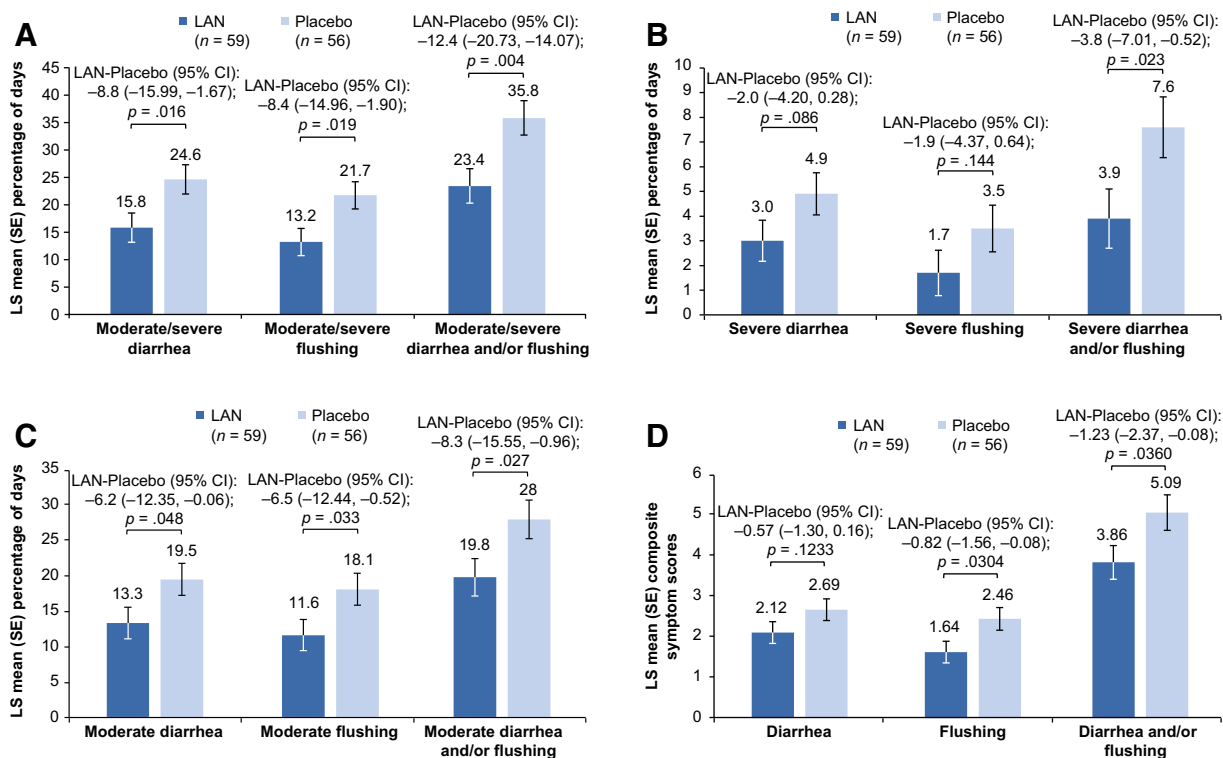 A
LAN
(n = 59)
Placebo
(n = 56)
LAN-Placebo (95% CI):
–12.4 (–20.73, –14.07);
p = .004
LAN-Placebo (95% CI):
–8.8 (–15.99, –1.67);
p = .016
LAN-Placebo (95% CI):
–8.4 (–14.96, –1.90);
p = .019
LS mean (SE) percentage of days
45
40
35
30
25
20
15
10
5
0
15.8
24.6
13.2
21.7
23.4
35.8
Moderate/severe
diarrhea
Moderate/severe
flushing
Moderate/severe
diarrhea and/or flushing
B
LAN
(n = 59)
Placebo
(n = 56)
LAN-Placebo (95% CI):
–3.8 (–7.01, –0.52);
p = .023
LAN-Placebo (95% CI):
–2.0 (–4.20, 0.28);
p = .086
LAN-Placebo (95% CI):
–1.9 (–4.37, 0.64);
p = .144
LS mean (SE) percentage of days
10
9
8
7
6
5
4
3
2
1
0
3.0
4.9
1.7
3.5
3.9
7.6
Severe diarrhea
Severe flushing
Severe diarrhea
and/or flushing
C
LAN
(n = 59)
Placebo
(n = 56)
LAN-Placebo (95% CI):
–8.3 (–15.55, –0.96);
p = .027
LAN-Placebo (95% CI):
–6.2 (–12.35, –0.06);
p = .048
LAN-Placebo (95% CI):
–6.5 (–12.44, –0.52);
p = .033
LS mean (SE) percentage of days
35
30
25
20
15
10
5
0
13.3
19.5
11.6
18.1
19.8
28
Moderate diarrhea
Moderate flushing
Moderate diarrhea
and/or flushing
D
LAN
(n = 59)
Placebo
(n = 56)
LAN-Placebo (95% CI):
–1.23 (–2.37, –0.08);
p = .0360
LAN-Placebo (95% CI):
–0.57 (–1.30, 0.16);
p = .1233
LAN-Placebo (95% CI):
–0.82 (–1.56, –0.08);
p = .0304
LS mean (SE) composite
symptom scores
6
5
4
3
2
1
0
2.12
2.69
1.64
2.46
3.86
5.09
Diarrhea
Flushing
Diarrhea and/or
flushing